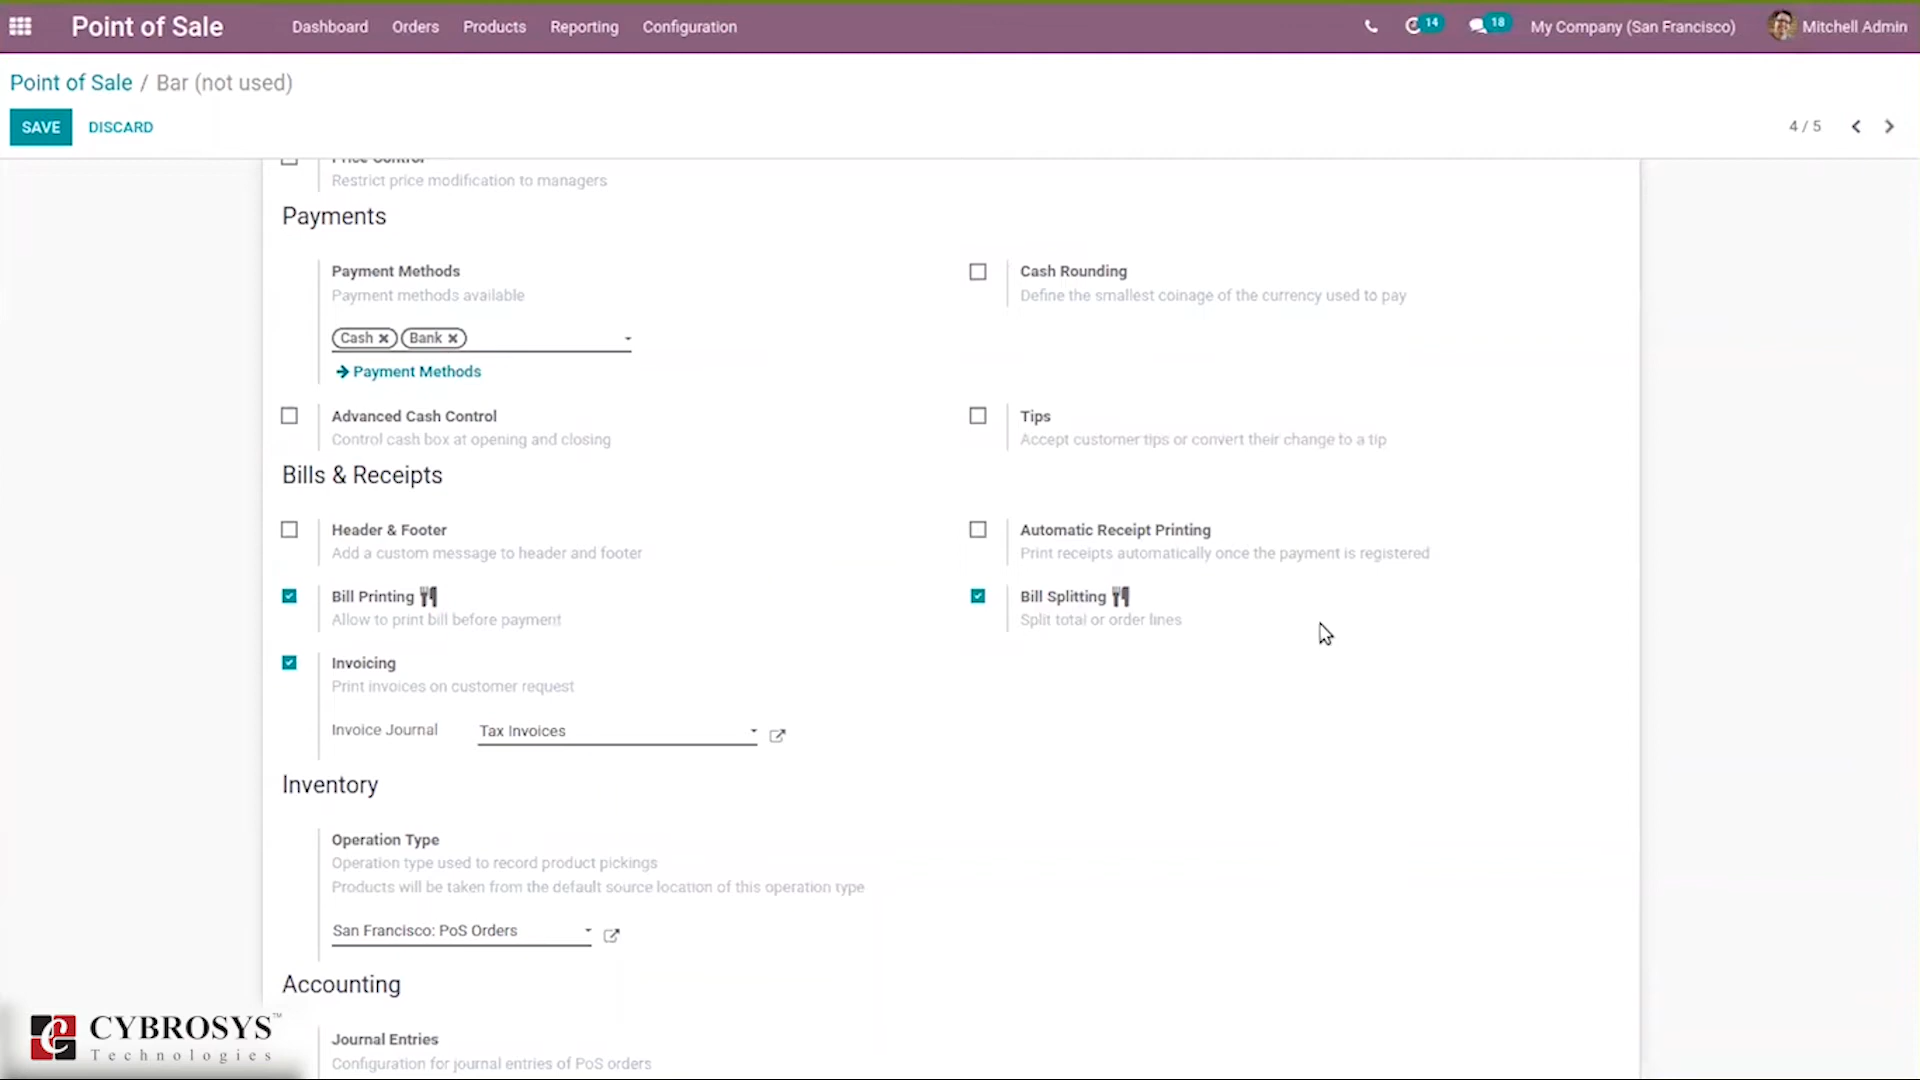 Point of Sale Dashboard Orders Products Reporting Configuration 14 18 My Company (San Francisco) Mitchell Admin
Point of Sale / Bar (not used)
SAVE DISCARD 4 / 5
Price Control
Restrict price modification to managers
Payments
Payment Methods Cash Rounding
Payment methods available Define the smallest coinage of the currency used to pay
Cash Bank
Payment Methods
Advanced Cash Control Tips
Control cash box at opening and closing Accept customer tips or convert their change to a tip
Bills & Receipts
Header & Footer Automatic Receipt Printing
Add a custom message to header and footer Print receipts automatically once the payment is registered
Bill Printing Bill Splitting
Allow to print bill before payment Split total or order lines
Invoicing
Print invoices on customer request
Invoice Journal Tax Invoices
Inventory
Operation Type
Operation type used to record product pickings
Products will be taken from the default source location of this operation type
San Francisco: PoS Orders
Accounting
CYBROSYS™
Technologies
Journal Entries
Configuration for journal entries of PoS orders